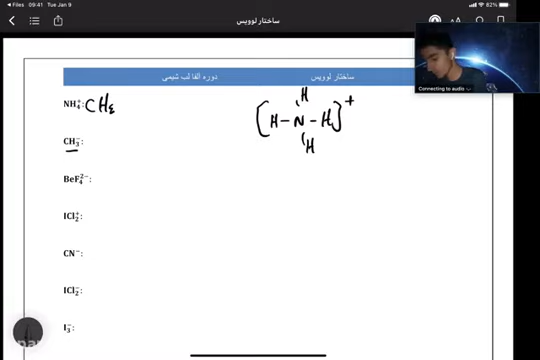 Files 09:41 Tue Jan 9 82%
ساختار لوویس
Connecting to audio
ساختار لوویس دوره الفا لب شیمی
NH₄⁺: CH₄
[H-N-H]⁺
H
H
CH₃⁻:
BeF₄²⁻:
ICl₂⁺:
CN⁻:
ICl₂⁻:
I₃⁻: